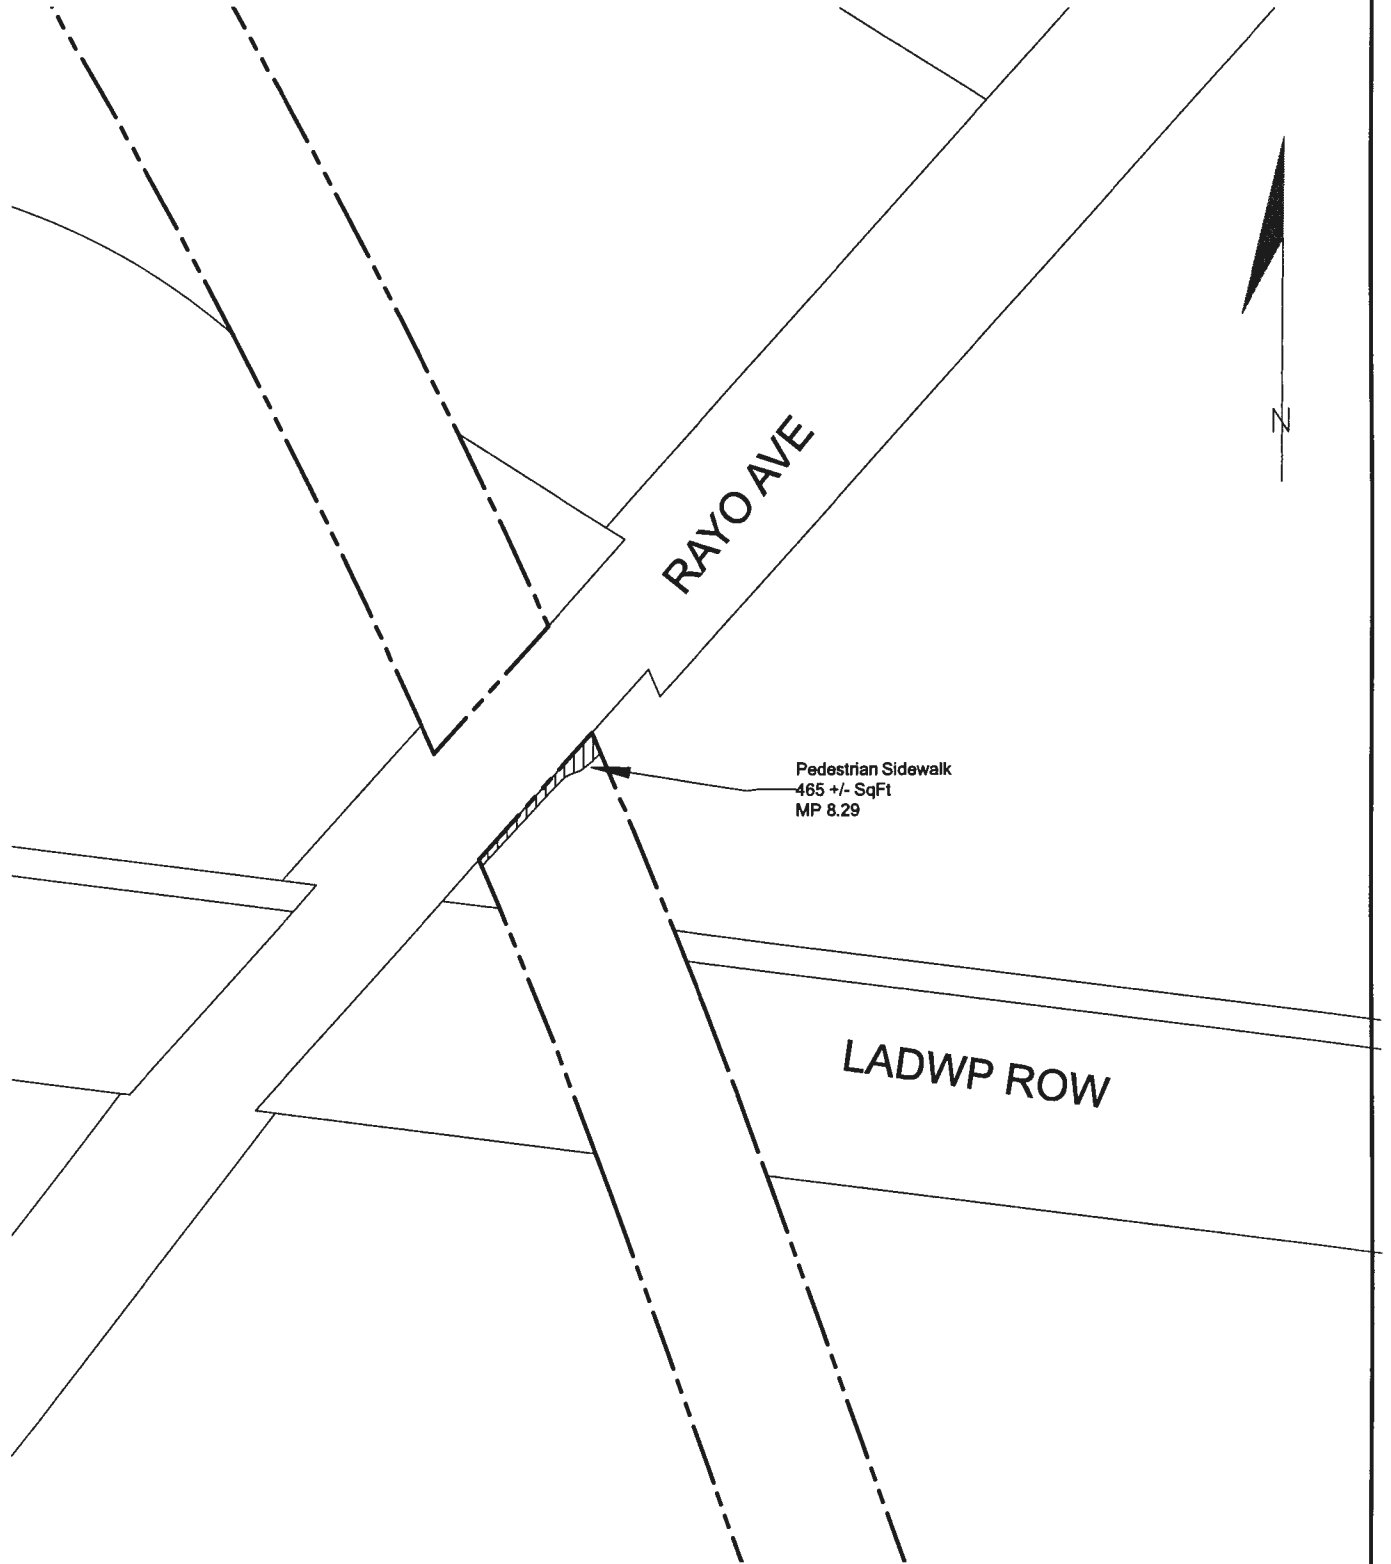 N
RAYO AVE
Pedestrian Sidewalk
465 +/- SqFt
MP 8.29
LADWP ROW